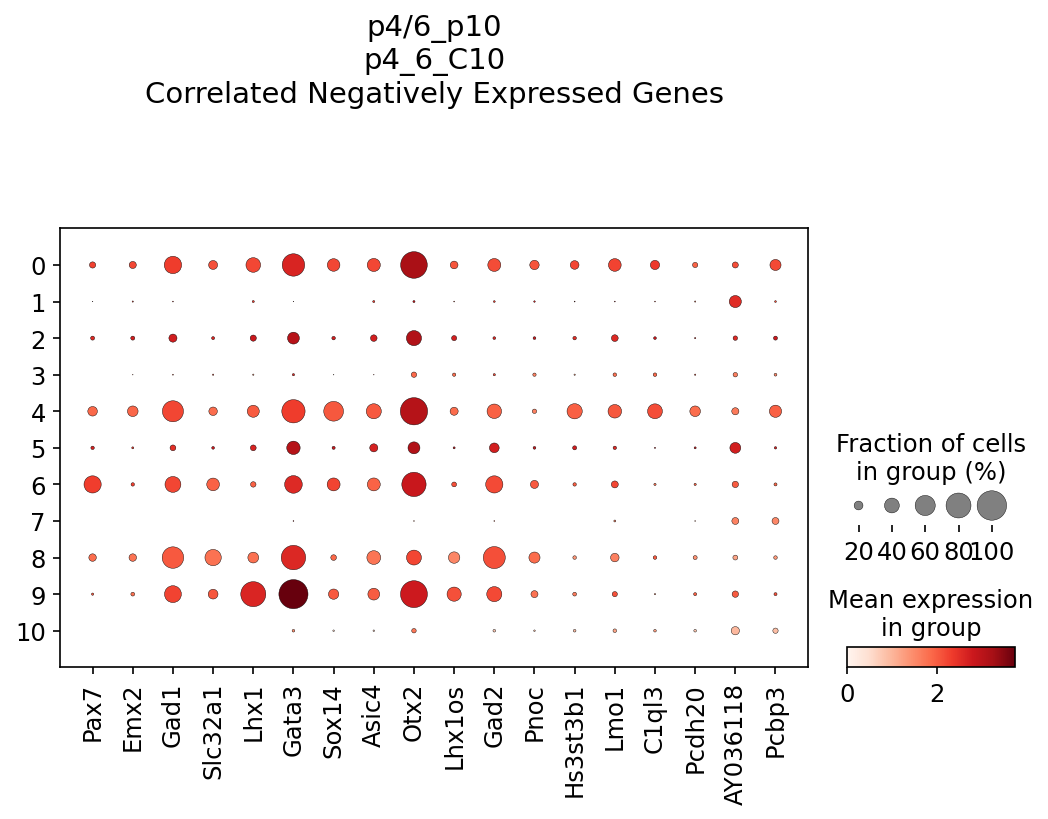 p4/6_p10
p4_6_C10
Correlated Negatively Expressed Genes
0
1
2
3
4
5
6
7
8
9
10
Pax7
Emx2
Gad1
Slc32a1
Lhx1
Gata3
Sox14
Asic4
Otx2
Lhx1os
Gad2
Pnoc
Hs3st3b1
Lmo1
C1ql3
Pcdh20
AY036118
Pcbp3
Fraction of cells
in group (%)
20 40 60 80 100
Mean expression
in group
0 2